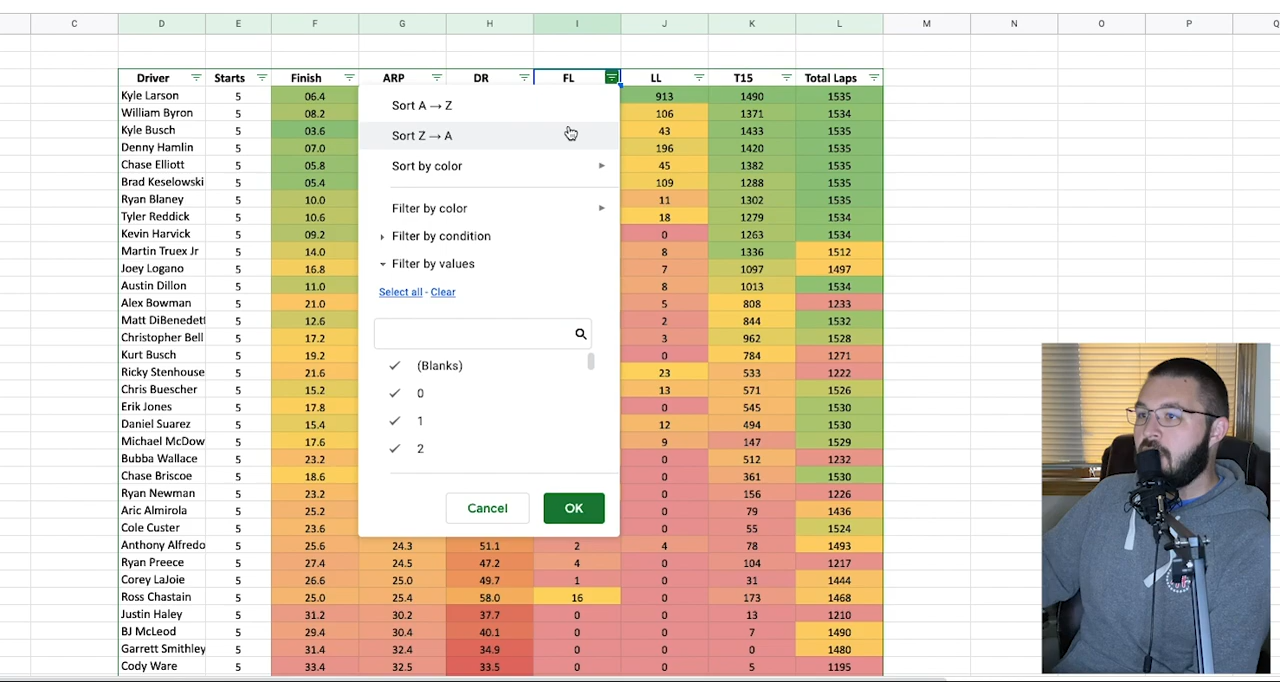 C D E F G H I J K L M N O P Q
Driver Starts Finish ARP DR FL LL T15 Total Laps
Kyle Larson 5 06.4 913 1490 1535
William Byron 5 08.2 106 1371 1534
Kyle Busch 5 03.6 43 1433 1535
Denny Hamlin 5 07.0 196 1420 1535
Chase Elliott 5 05.8 45 1382 1535
Brad Keselowski 5 05.4 109 1288 1535
Ryan Blaney 5 10.0 11 1302 1535
Tyler Reddick 5 10.6 18 1279 1534
Kevin Harvick 5 09.2 0 1263 1534
Martin Truex Jr 5 14.0 8 1336 1512
Joey Logano 5 16.8 7 1097 1497
Austin Dillon 5 11.0 8 1013 1534
Alex Bowman 5 21.0 5 808 1233
Matt DiBenedett 5 12.6 2 844 1532
Christopher Bell 5 17.2 3 962 1528
Kurt Busch 5 19.2 0 784 1271
Ricky Stenhouse 5 21.6 23 533 1222
Chris Buescher 5 15.2 13 571 1526
Erik Jones 5 17.8 0 545 1530
Daniel Suarez 5 15.4 12 494 1530
Michael McDow 5 17.6 9 147 1529
Bubba Wallace 5 23.2 0 512 1232
Chase Briscoe 5 18.6 0 361 1530
Ryan Newman 5 23.2 0 156 1226
Aric Almirola 5 25.2 0 79 1436
Cole Custer 5 23.6 0 55 1524
Anthony Alfredo 5 25.6 24.3 51.1 2 4 78 1493
Ryan Preece 5 27.4 24.5 47.2 4 0 104 1217
Corey LaJoie 5 26.6 25.0 49.7 1 0 31 1444
Ross Chastain 5 25.0 25.4 58.0 16 0 173 1468
Justin Haley 5 31.2 30.2 37.7 0 0 13 1210
BJ McLeod 5 29.4 30.4 40.1 0 0 7 1490
Garrett Smithley 5 31.4 32.4 34.9 0 0 0 1480
Cody Ware 5 33.4 32.5 33.5 0 0 5 1195
Sort A → Z
Sort Z → A
Sort by color
Filter by color
Filter by condition
Filter by values
Select all - Clear
(Blanks)
0
1
2
Cancel OK